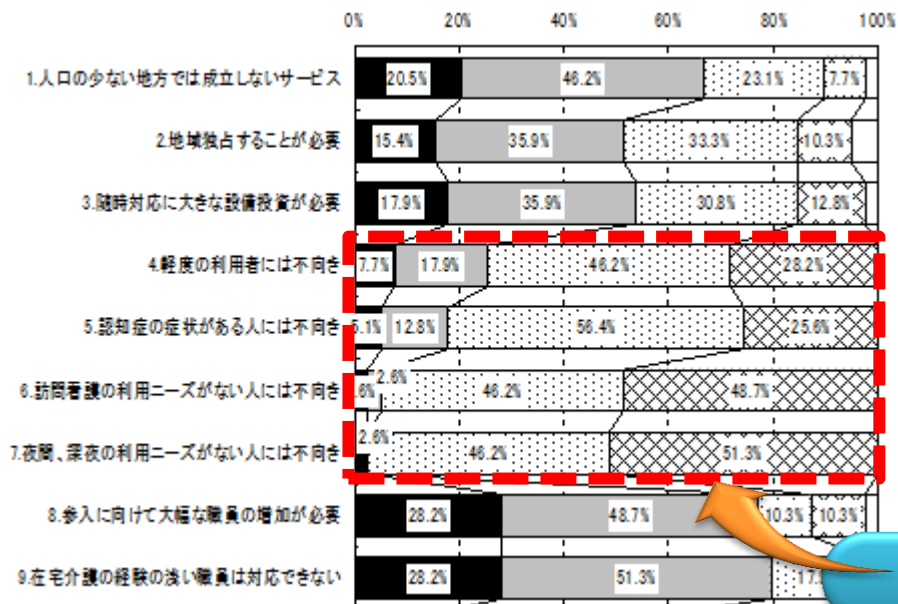 0% 20% 40% 60% 80% 100%
1.人口の少ない地方では成立しないサービス 20.5% 46.2% 23.1% 7.7%
2.地域独占することが必要 15.4% 35.9% 33.3% 10.3%
3.随時対応に大きな設備投資が必要 17.9% 35.9% 30.8% 12.8%
4.軽度の利用者には不向き 7.7% 17.9% 46.2% 28.2%
5.認知症の症状がある人には不向き 5.1% 12.8% 56.4% 25.6%
6.訪問看護の利用ニーズがない人には不向き .6% 2.6% 46.2% 48.7%
7.夜間、深夜の利用ニーズがない人には不向き 2.6% 46.2% 51.3%
8.参入に向けて大幅な職員の増加が必要 28.2% 48.7% 10.3% 10.3%
9.在宅介護の経験の浅い職員は対応できない 28.2% 51.3% 17.